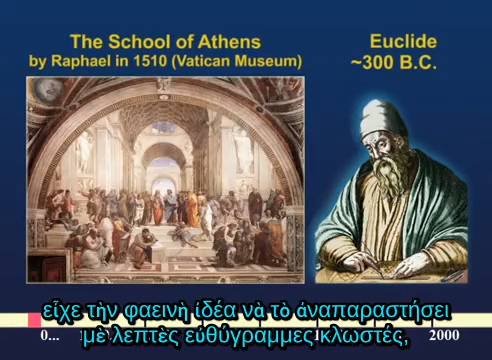 The School of Athens
by Raphael in 1510 (Vatican Museum)
Euclide
~300 B.C.
εἶχε τὴν φαεινὴ ἰδέα νὰ τὸ ἀναπαραστήσει
μὲ λεπτὲς εὐθύγραμμες κλωστές,
0...
2000